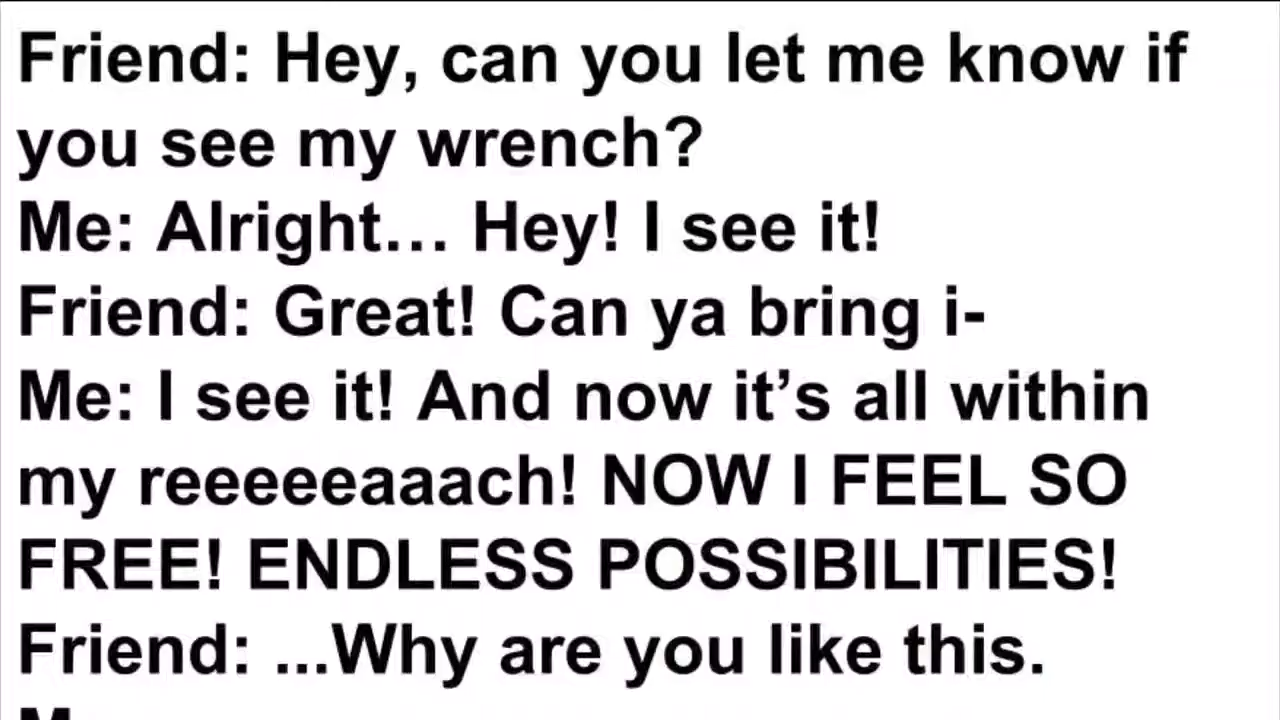 Friend: Hey, can you let me know if
you see my wrench?
Me: Alright... Hey! I see it!
Friend: Great! Can ya bring i-
Me: I see it! And now it’s all within
my reeeeeaaach! NOW I FEEL SO
FREE! ENDLESS POSSIBILITIES!
Friend: ...Why are you like this.